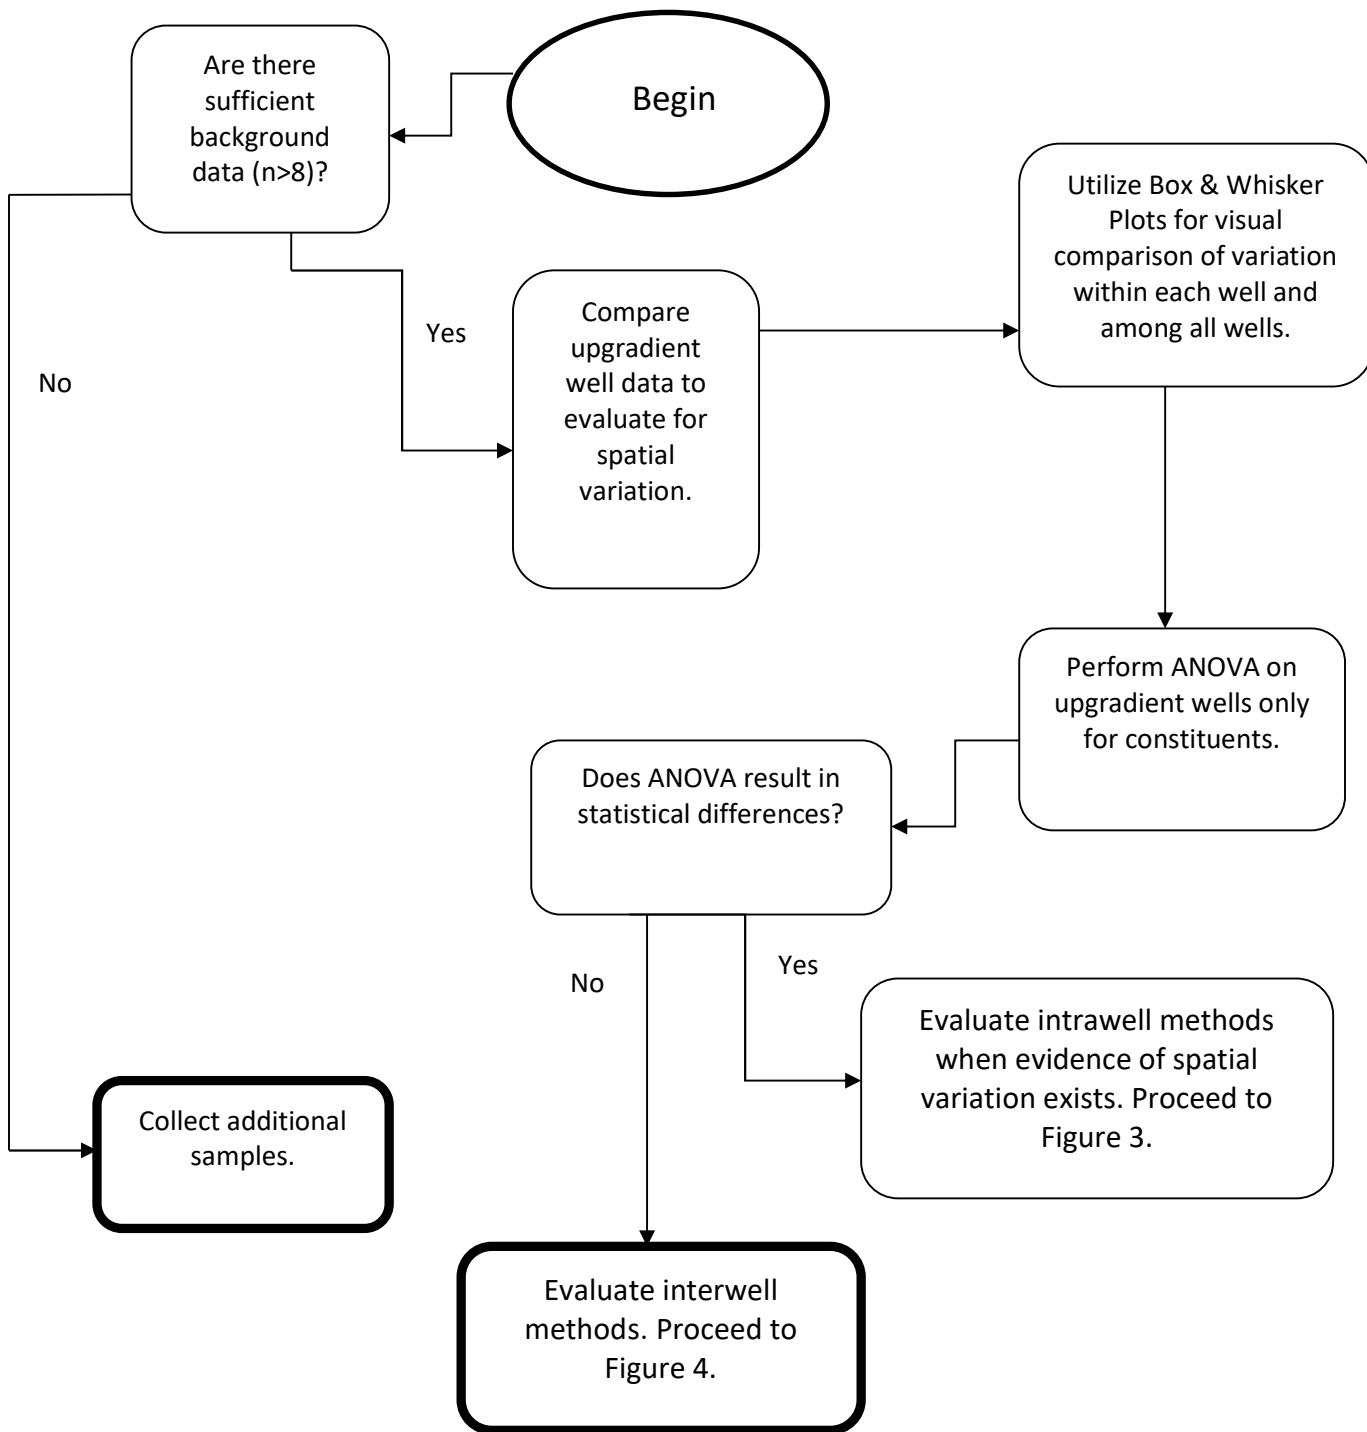 Begin
Are there
sufficient
background
data (n>8)?
Yes
No
Compare
upgradient
well data to
evaluate for
spatial
variation.
Utilize Box & Whisker
Plots for visual
comparison of variation
within each well and
among all wells.
Perform ANOVA on
upgradient wells only
for constituents.
Does ANOVA result in
statistical differences?
No
Yes
Evaluate intrawell methods
when evidence of spatial
variation exists. Proceed to
Figure 3.
Collect additional
samples.
Evaluate interwell
methods. Proceed to
Figure 4.